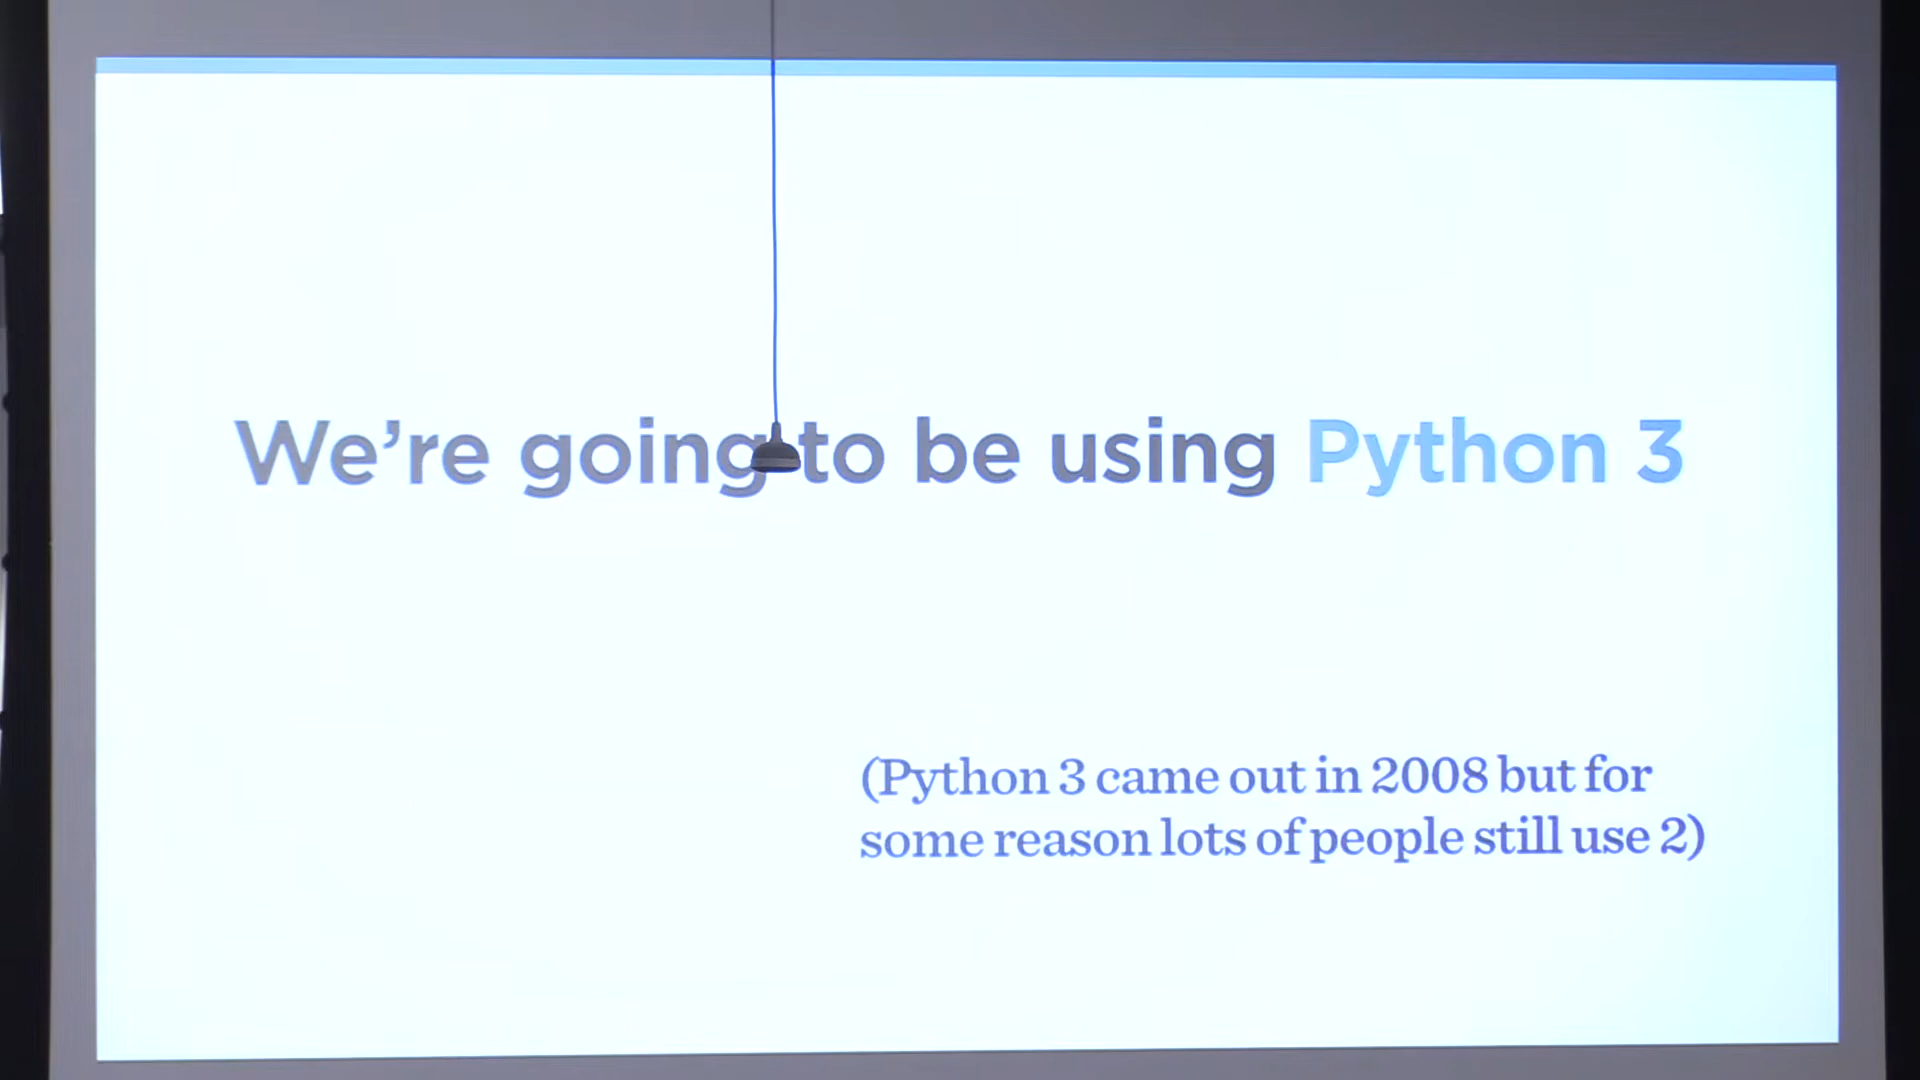 We're going to be using Python 3
(Python 3 came out in 2008 but for
some reason lots of people still use 2)